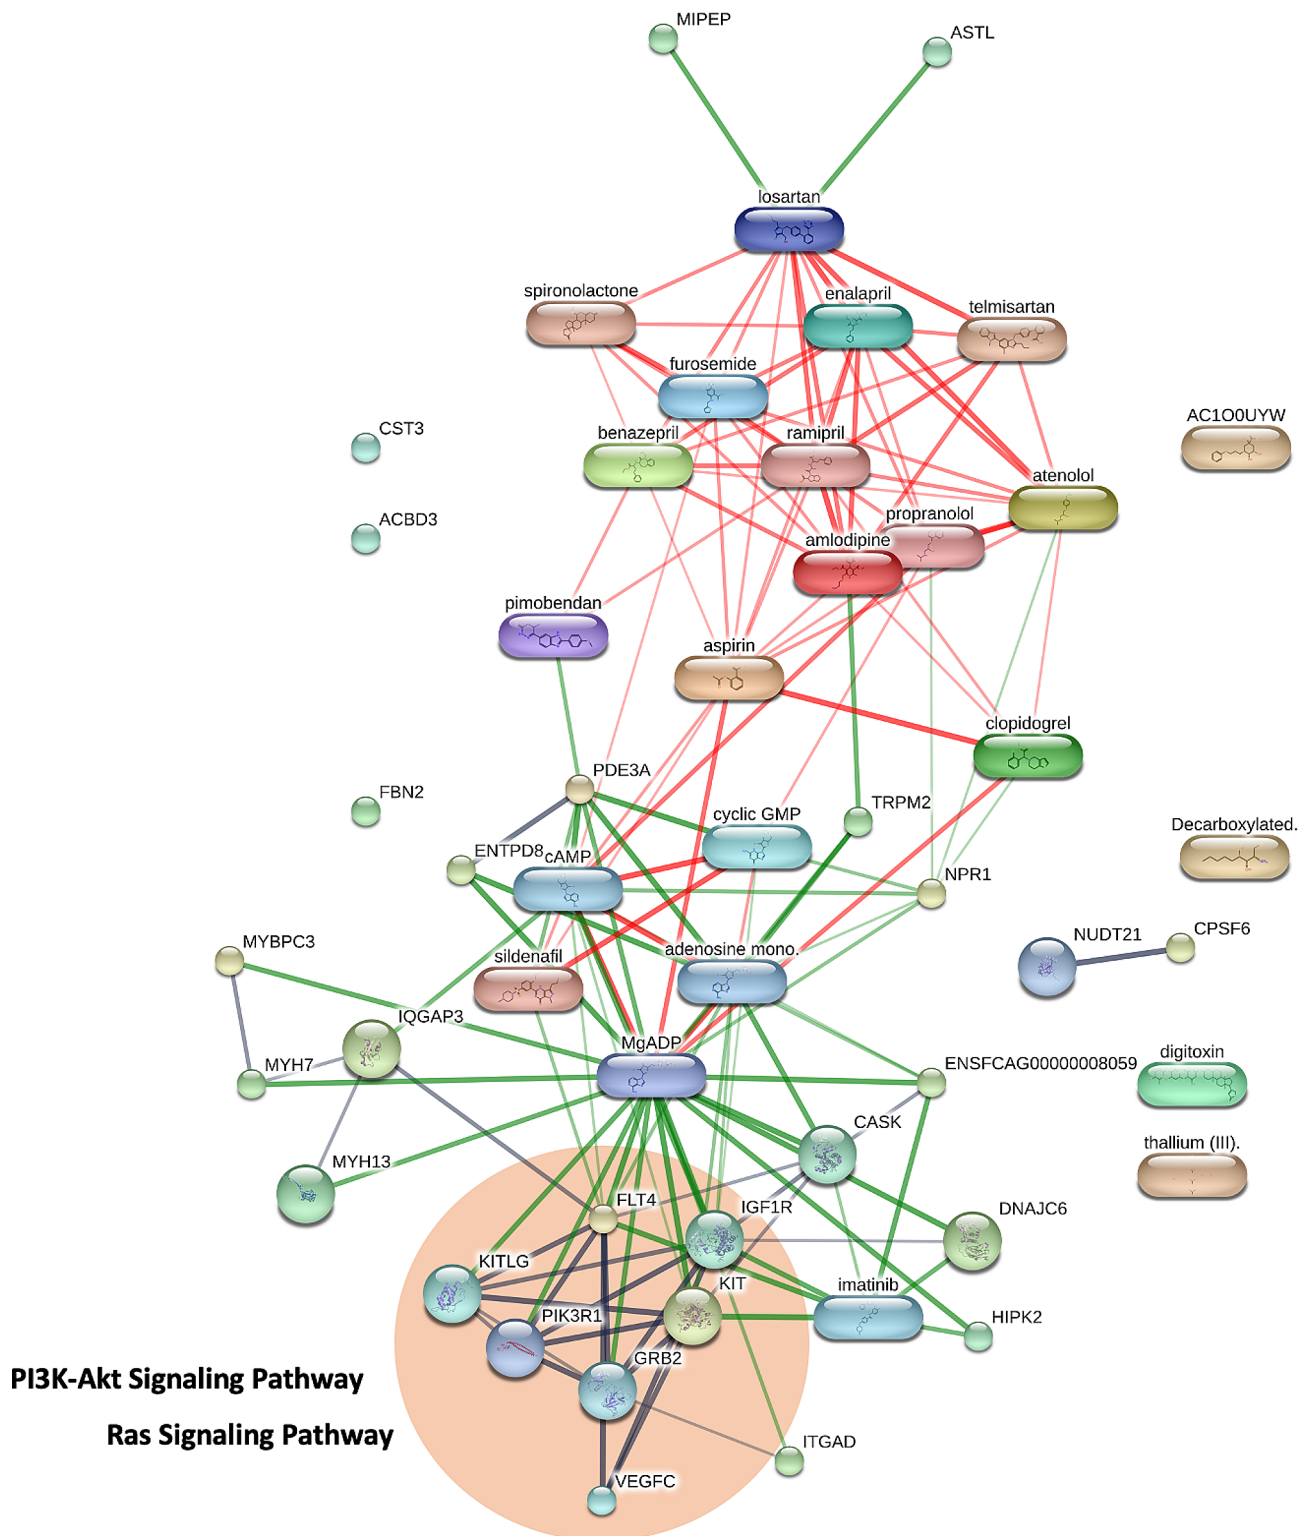 MIPEP
ASTL
losartan
spironolactone
enalapril
telmisartan
furosemide
AC1O0UYW
CST3
benazepril
ramipril
atenolol
ACBD3
propranolol
amlodipine
pimobendan
aspirin
clopidogrel
PDE3A
FBN2
TRPM2
cyclic GMP
Decarboxylated.
ENTPD8
cAMP
NPR1
CPSF6
NUDT21
MYBPC3
adenosine mono.
sildenafil
IQGAP3
MgADP
digitoxin
MYH7
ENSFCAG00000008059
CASK
thallium (III).
MYH13
FLT4
IGF1R
DNAJC6
KITLG
KIT
imatinib
PIK3R1
HIPK2
GRB2
PI3K-Akt Signaling Pathway
Ras Signaling Pathway
ITGAD
VEGFC